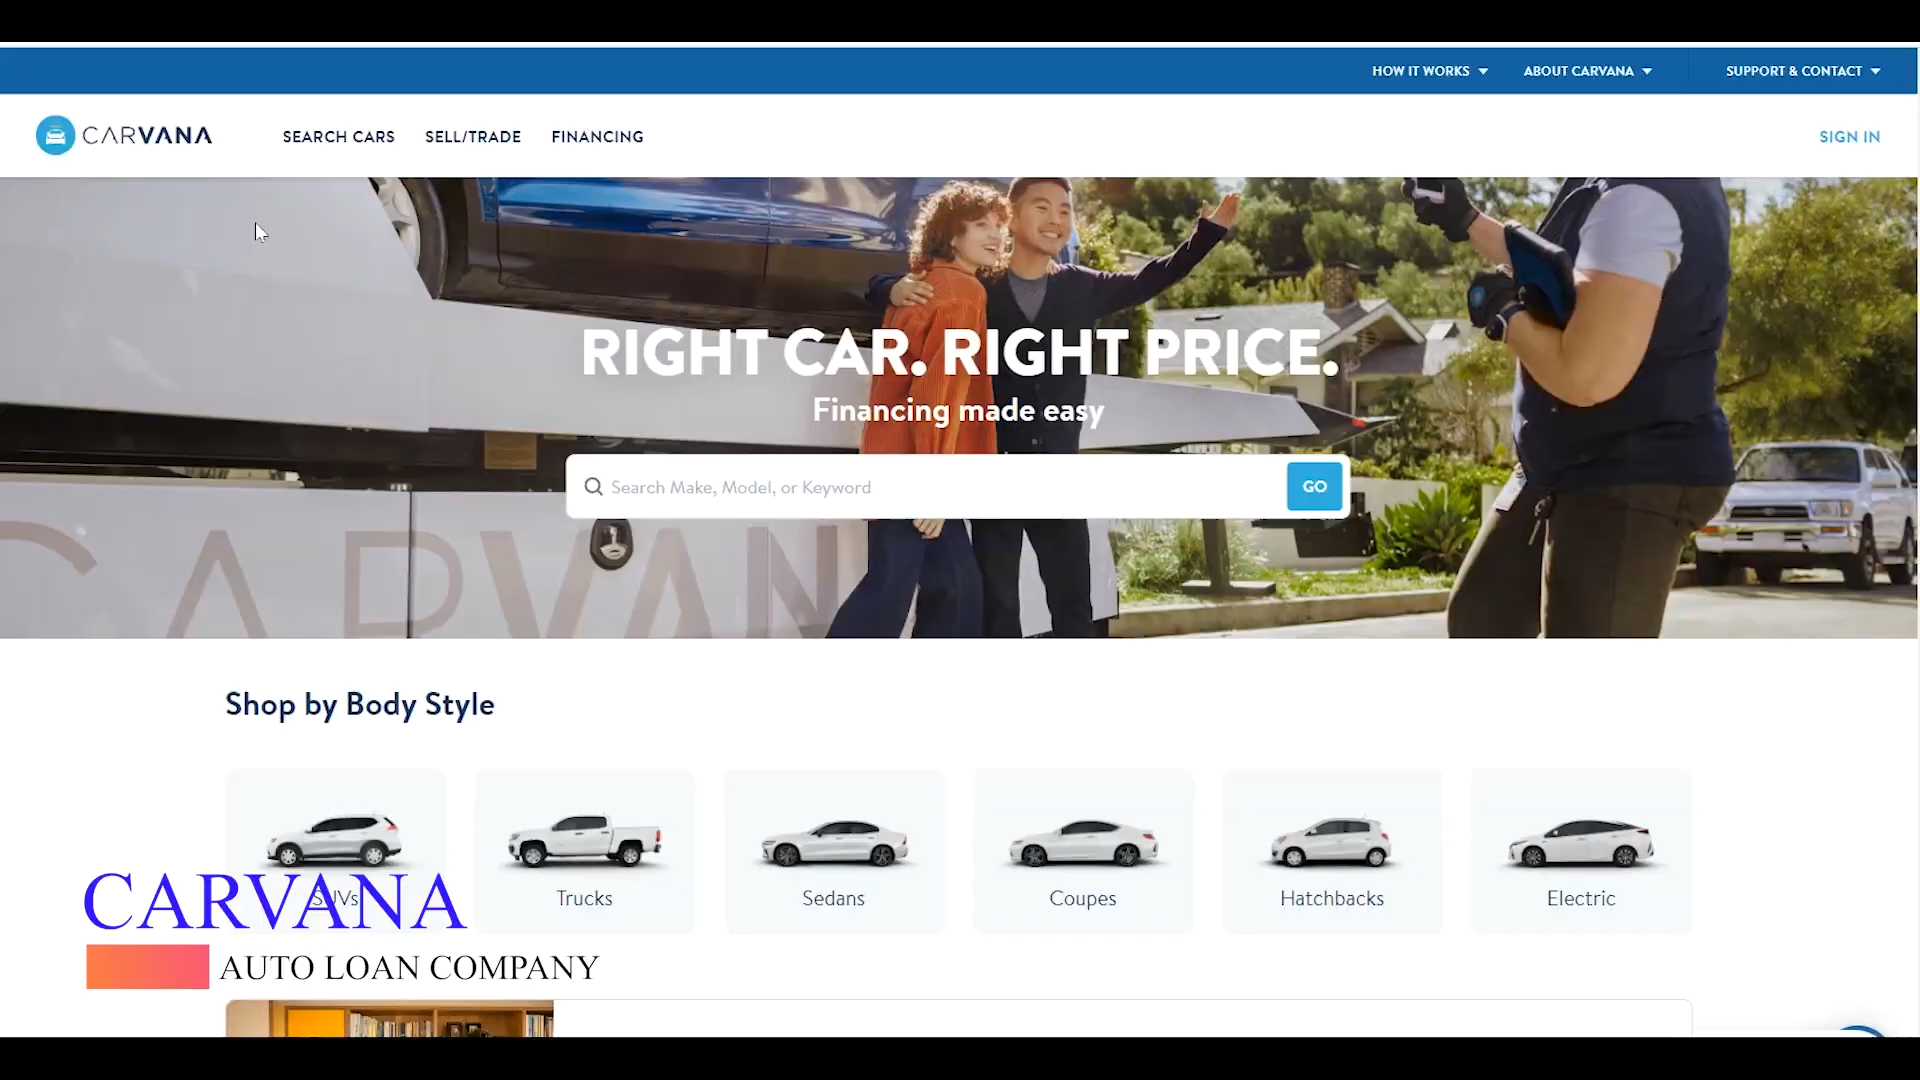 HOW IT WORKS
ABOUT CARVANA
SUPPORT & CONTACT
CARVANA
SEARCH CARS
SELL/TRADE
FINANCING
SIGN IN
RIGHT CAR. RIGHT PRICE.
Financing made easy
Search Make, Model, or Keyword
GO
CARVAN
Shop by Body Style
SUVs
Trucks
Sedans
Coupes
Hatchbacks
Electric
CARVANA
AUTO LOAN COMPANY